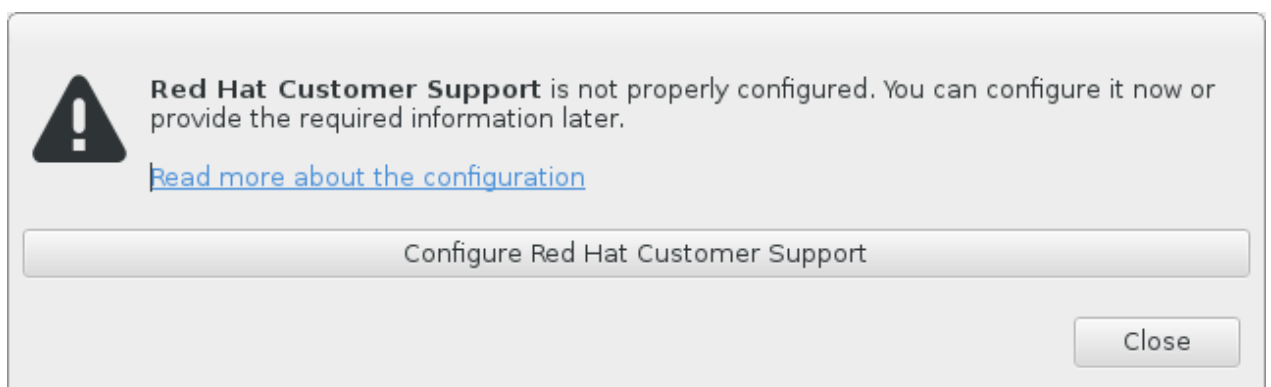 Red Hat Customer Support is not properly configured. You can configure it now or
provide the required information later.
Read more about the configuration
Configure Red Hat Customer Support
Close